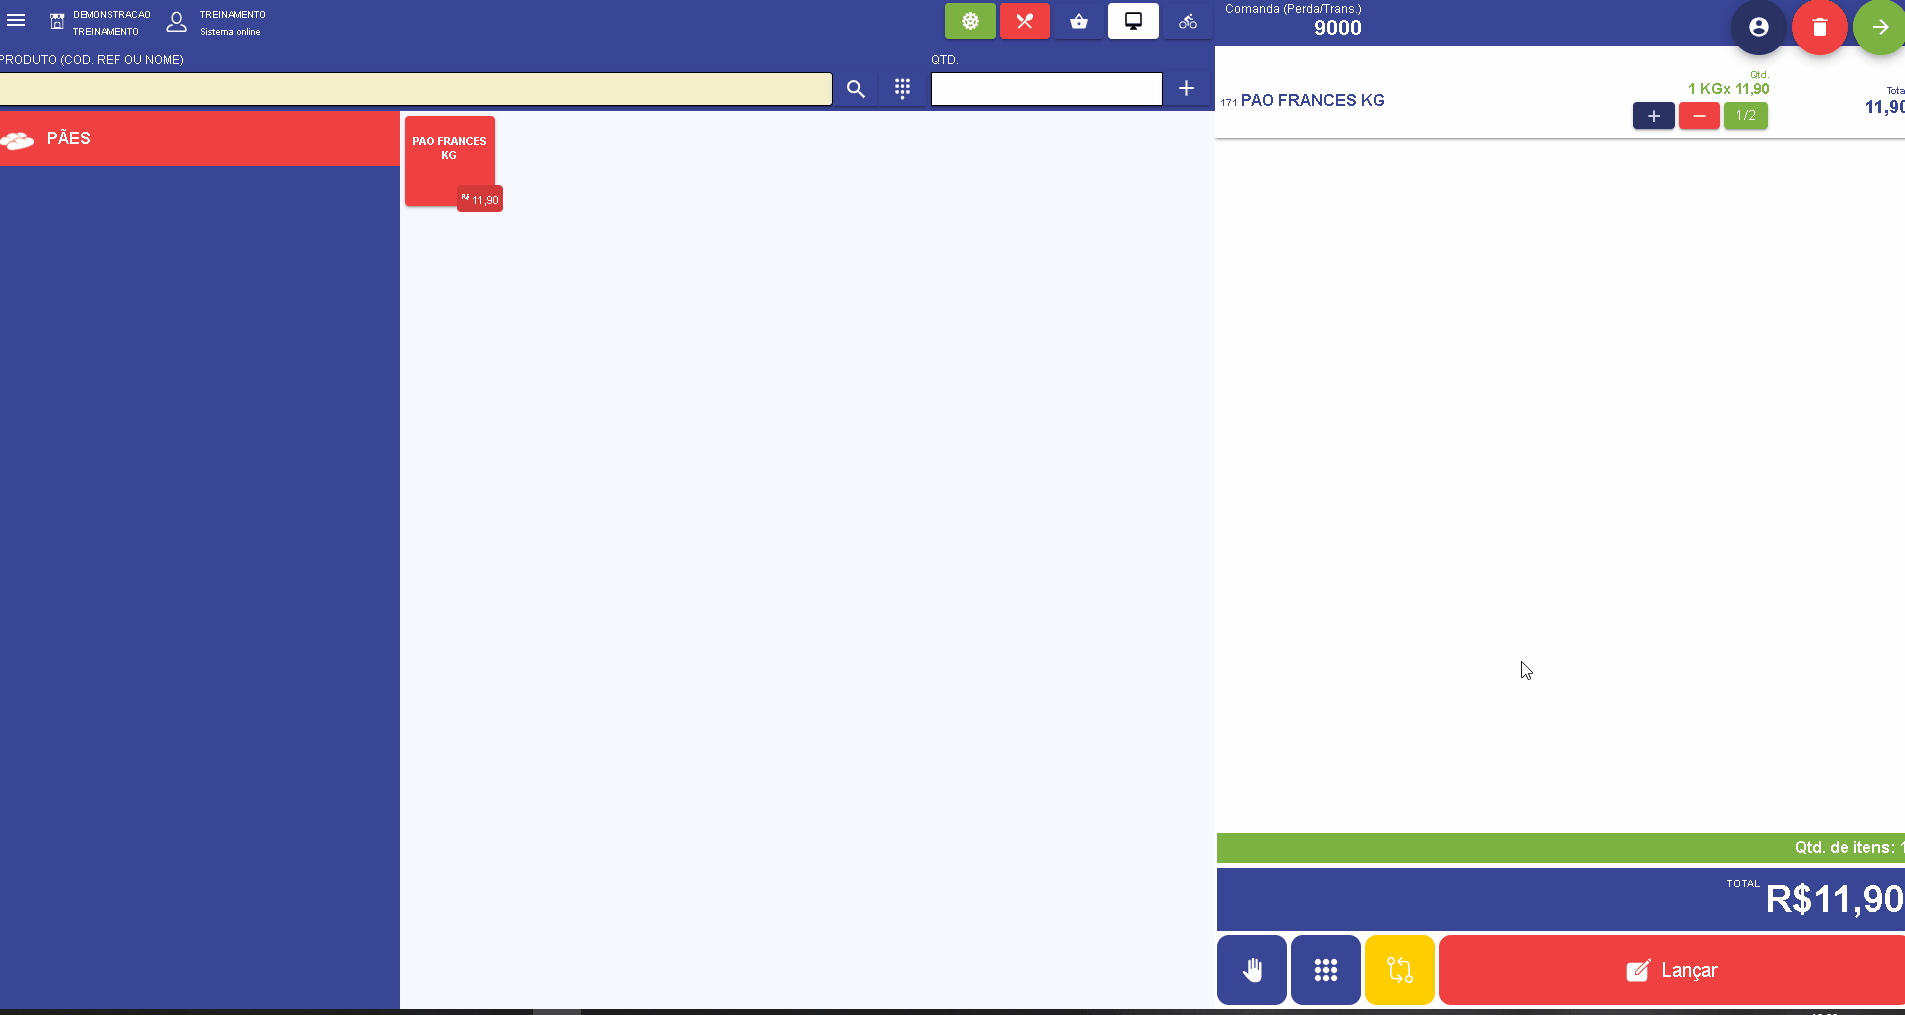 DEMONSTRACAO
TREINAMENTO
TREINAMENTO
Sistema online
PRODUTO (COD. REF OU NOME)
QTD.
Comanda (Perda/Trans.)
9000
PÃES
PAO FRANCES
KG
R$ 11,90
171 PAO FRANCES KG
Qtd.
1 KGx 11,90
1/2
Tota
11,90
Qtd. de itens: 1
TOTAL R$11,90
Lançar